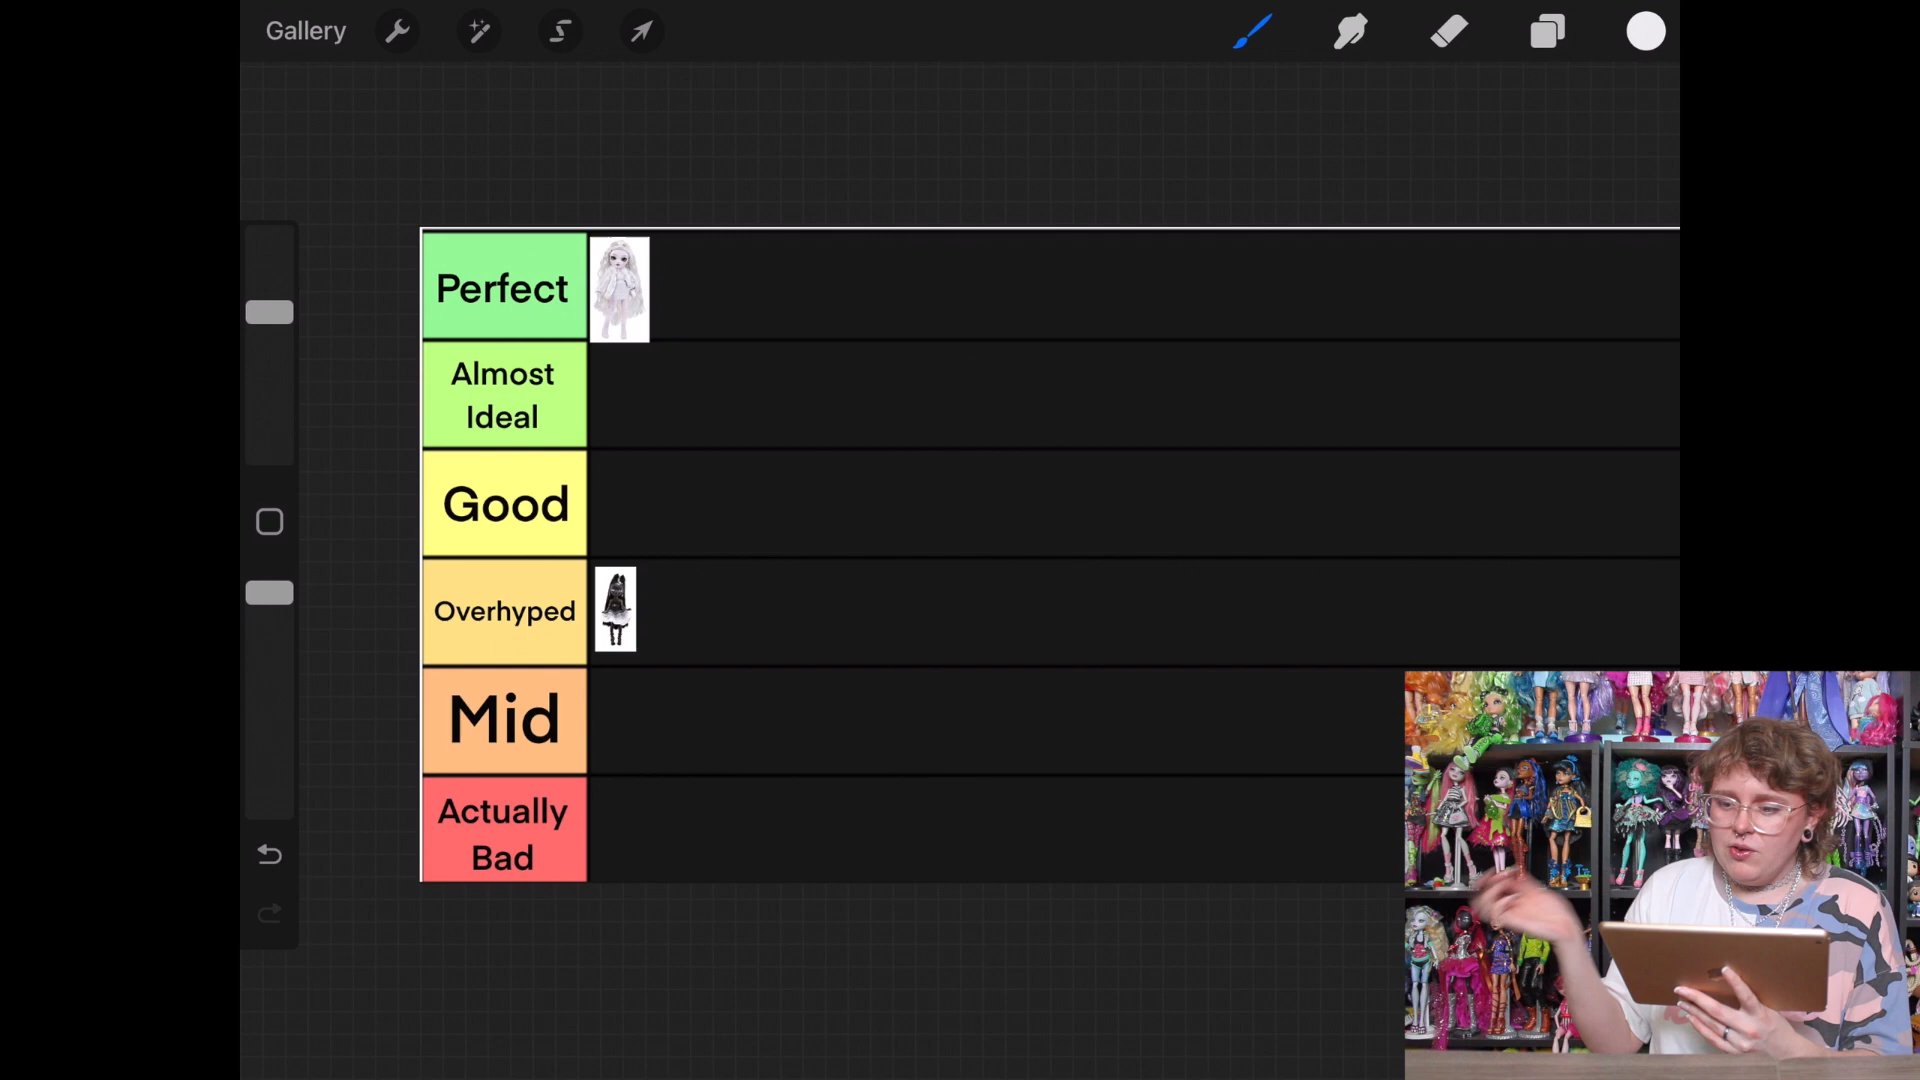 Gallery
Perfect
Almost
Ideal
Good
Overhyped
Mid
Actually
Bad